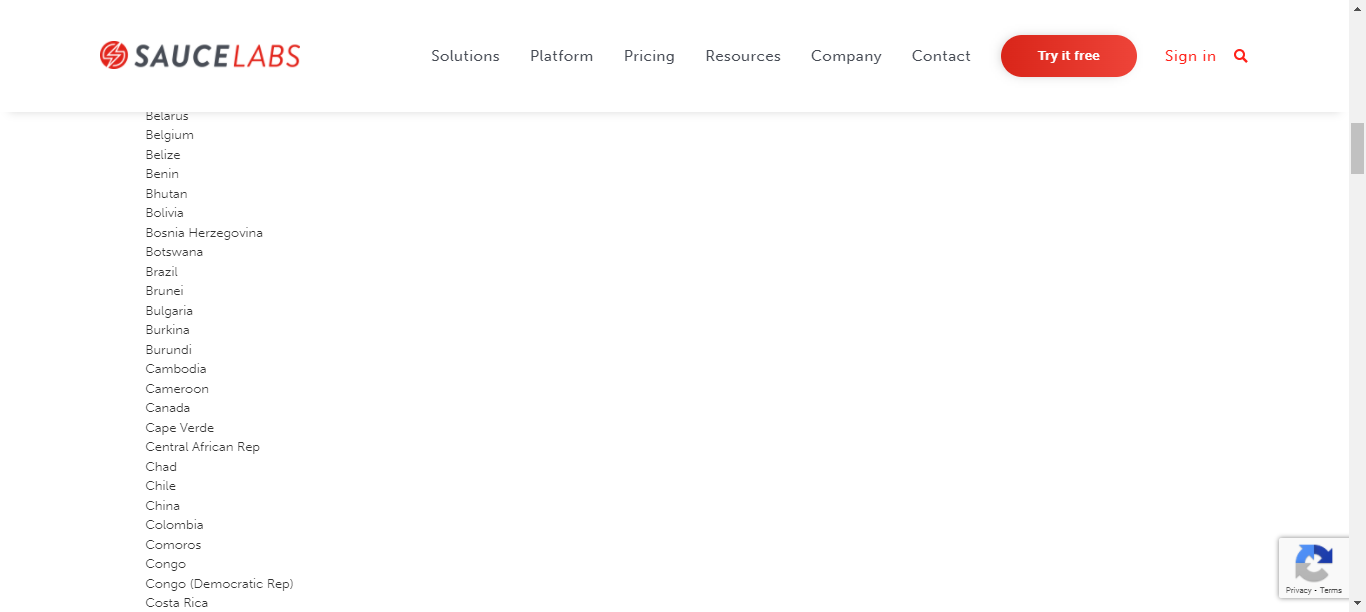 SAUCELABS
Solutions Platform Pricing Resources Company Contact Try it free Sign in
Belarus
Belgium
Belize
Benin
Bhutan
Bolivia
Bosnia Herzegovina
Botswana
Brazil
Brunei
Bulgaria
Burkina
Burundi
Cambodia
Cameroon
Canada
Cape Verde
Central African Rep
Chad
Chile
China
Colombia
Comoros
Congo
Congo (Democratic Rep)
Costa Rica
Privacy - Terms